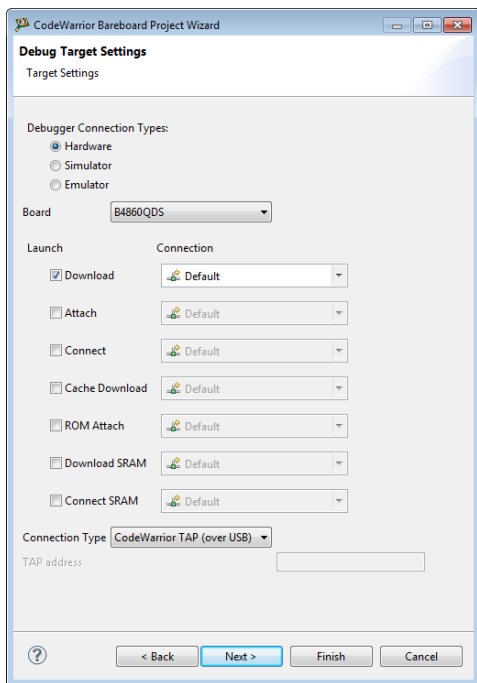 CodeWarrior Bareboard Project Wizard
Debug Target Settings
Target Settings
Debugger Connection Types:
Hardware
Simulator
Emulator
Board B4860QDS
Launch Connection
Download Default
Attach Default
Connect Default
Cache Download Default
ROM Attach Default
Download SRAM Default
Connect SRAM Default
Connection Type CodeWarrior TAP (over USB)
TAP address
? < Back Next > Finish Cancel